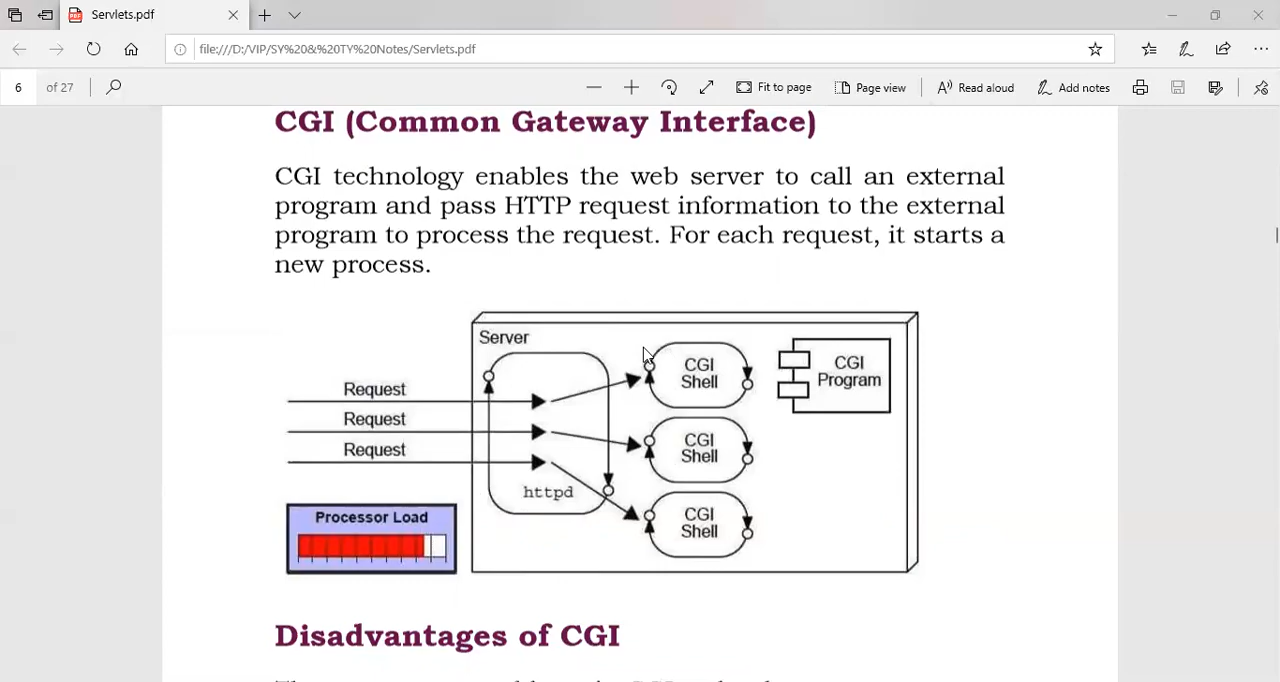 Servlets.pdf
file:///D:/VIP/SY%20&%20TY%20Notes/Servlets.pdf
6 of 27
Fit to page
Page view
Read aloud
Add notes
CGI (Common Gateway Interface)
CGI technology enables the web server to call an external
program and pass HTTP request information to the external
program to process the request. For each request, it starts a
new process.
Server
Request
Request
Request
httpd
CGI
Shell
CGI
Shell
CGI
Shell
CGI
Program
Processor Load
Disadvantages of CGI